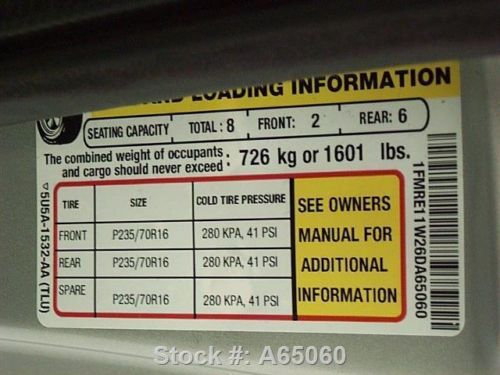 AND LOADING INFORMATION
SEATING CAPACITY TOTAL: 8 FRONT: 2 REAR: 6
The combined weight of occupants and cargo should never exceed: 726 kg or 1601 lbs.
TIRE SIZE COLD TIRE PRESSURE
FRONT P235/70R16 280 KPA, 41 PSI
REAR P235/70R16 280 KPA, 41 PSI
SPARE P235/70R16 280 KPA, 41 PSI
SEE OWNERS
MANUAL FOR
ADDITIONAL
INFORMATION
5U5A-1532-AA (TLU)
1FMRE11W26DA65060
Stock #: A65060